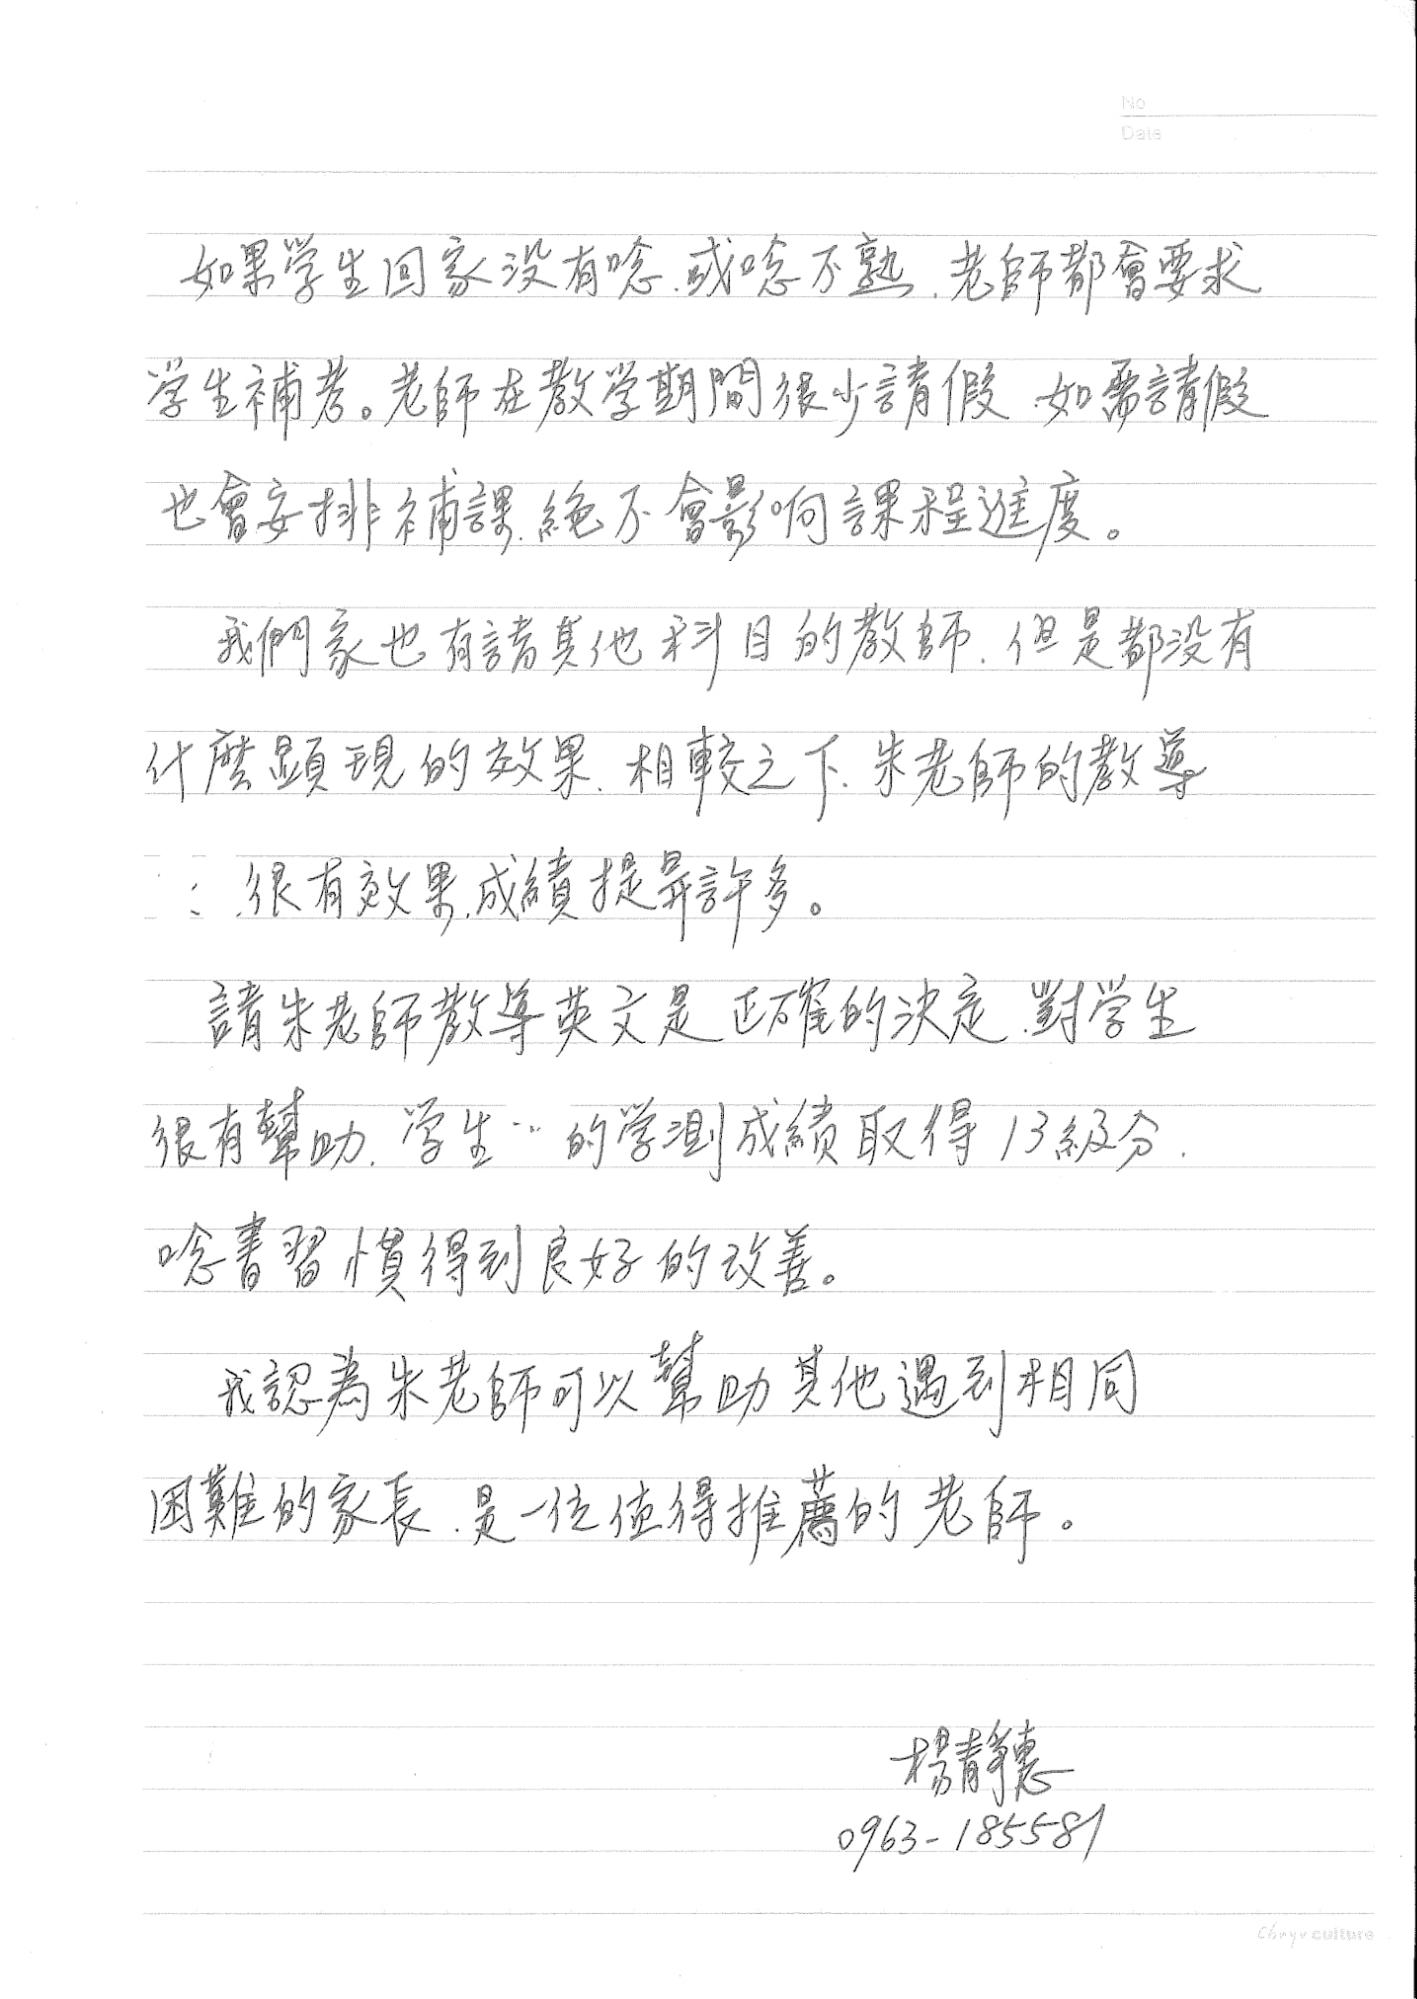 No
Date
如果学生回家没有唸.或唸不熟.老師都會要求
学生補考。老師在教学期間很少請假.如需請假
也會安排補課.絕不會影响課程進度。
我們家也有請其他科目的教師.但是都没有
什麼顕現的效果.相較之下.朱老師的教導
很有效果.成績提昇許多。
請朱老師教導英文是正確的決定.對学生
很有幫助.学生 的学測成績取得13級分.
唸書習慣得到良好的改善。
我認為朱老師可以幫助其他遇到相同
困難的家長.是一位值得推薦的老師。
楊靜惠
0963-185581
culture